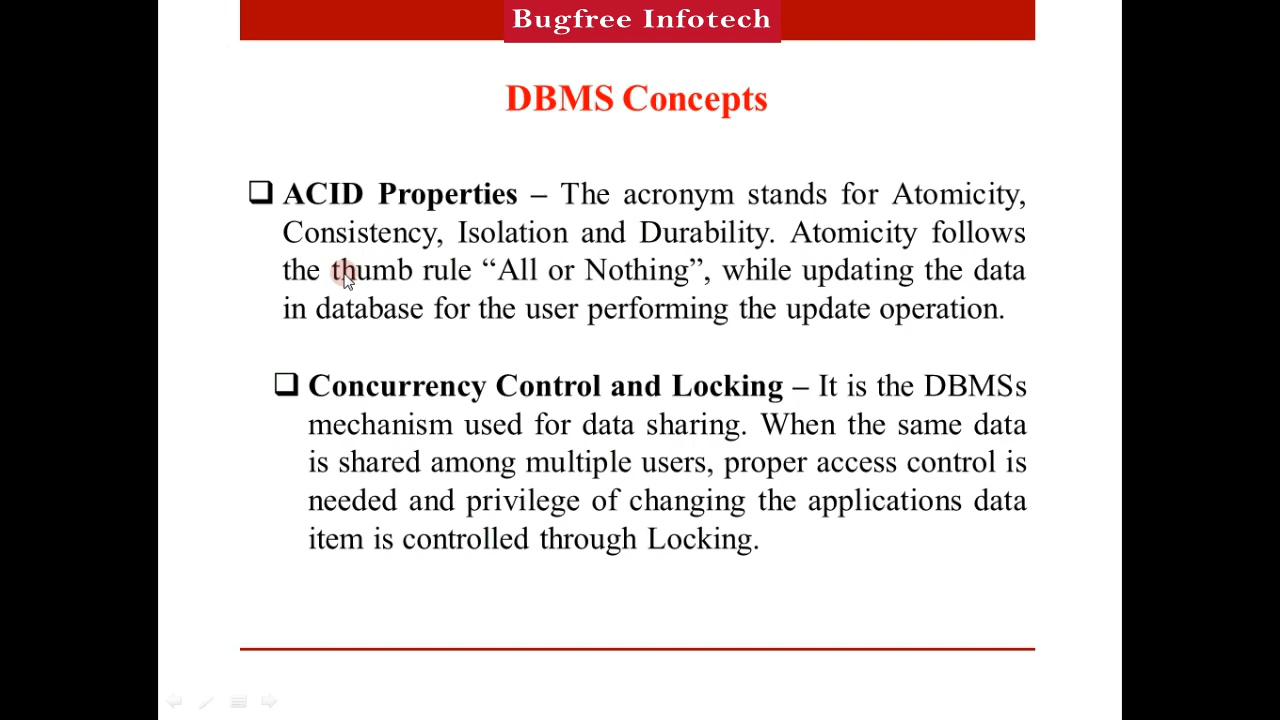 Bugfree Infotech
DBMS Concepts
❑ ACID Properties – The acronym stands for Atomicity,
Consistency, Isolation and Durability. Atomicity follows
the thumb rule “All or Nothing”, while updating the data
in database for the user performing the update operation.
❑ Concurrency Control and Locking – It is the DBMSs
mechanism used for data sharing. When the same data
is shared among multiple users, proper access control is
needed and privilege of changing the applications data
item is controlled through Locking.